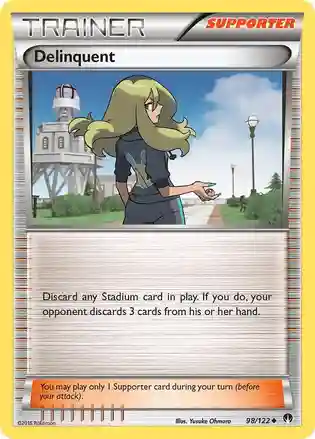 TRAINER SUPPORTER
Delinquent
Discard any Stadium card in play. If you do, your
opponent discards 3 cards from his or her hand.
You may play only 1 Supporter card during your turn (before
your attack).
©2016 Pokémon Illus. Yusuke Ohmura 98/122